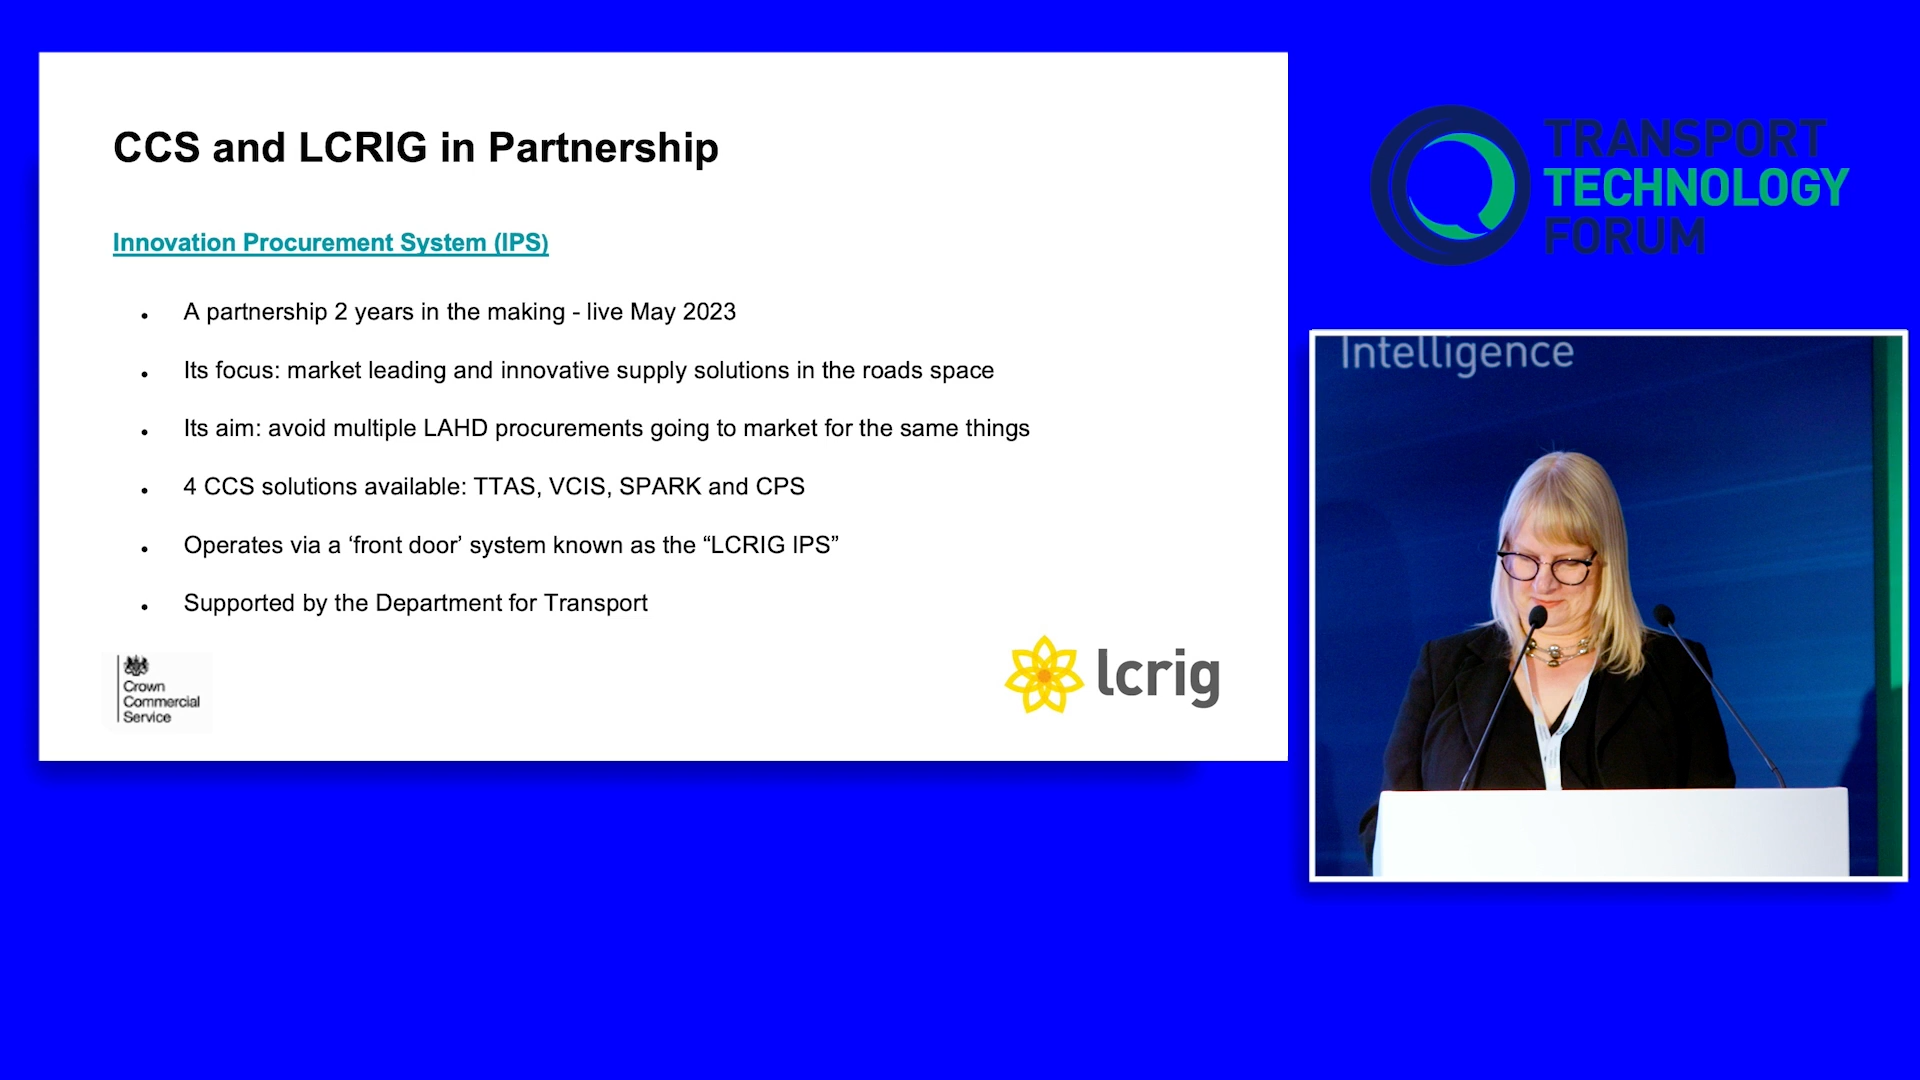 CCS and LCRIG in Partnership
Innovation Procurement System (IPS)
A partnership 2 years in the making - live May 2023
Its focus: market leading and innovative supply solutions in the roads space
Its aim: avoid multiple LAHD procurements going to market for the same things
4 CCS solutions available: TTAS, VCIS, SPARK and CPS
Operates via a ‘front door’ system known as the “LCRIG IPS”
Supported by the Department for Transport
Crown
Commercial
Service
lcrig
TRANSPORT
TECHNOLOGY
FORUM
Intelligence